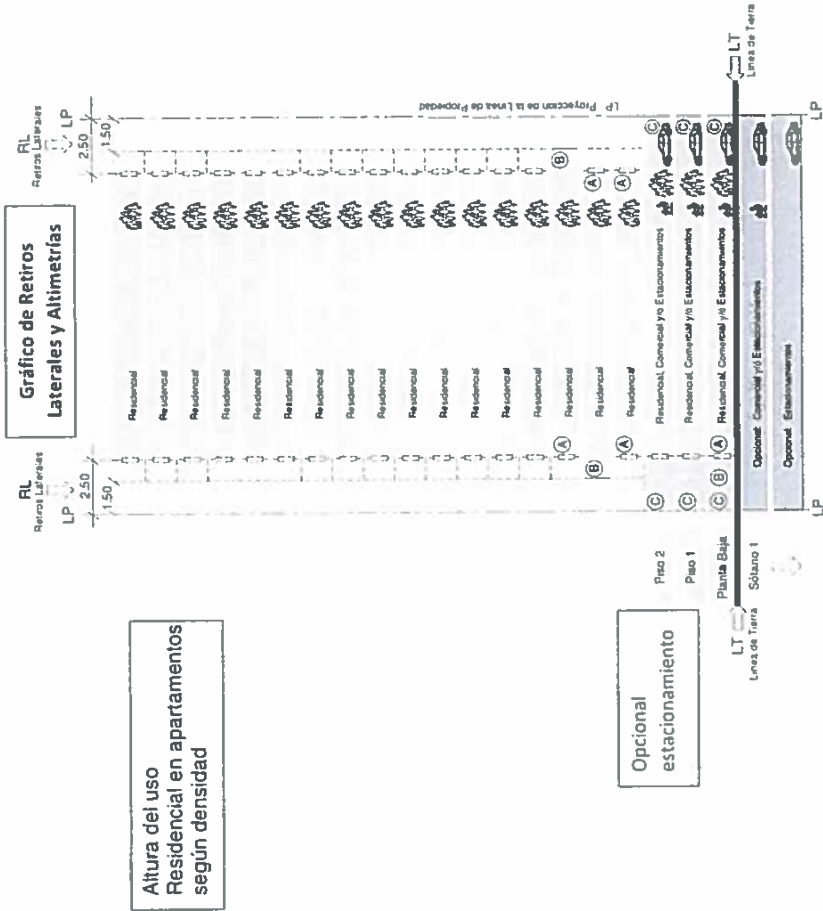 Gráfico de Retiros
Laterales y Altimetrías
RL
Retiros Laterales
LP
2.50
1.50
RL
Retiros Laterales
LP
2.50
1.50
LP Proyección de la Línea de Propiedad
Altura del uso
Residencial en apartamentos
según densidad
Residencial
Residencial
Residencial
Residencial
Residencial
Residencial
Residencial
Residencial
Residencial
Residencial
Residencial
Residencial
Residencial
Residencial
A Residencial B
B Residencial A
A Residencial A
Opcional
estacionamiento
Piso 2 C Residencial, Comercial y/o Estacionamientos C
Piso 1 C Residencial, Comercial y/o Estacionamientos C
Planta Baja C B A Residencial, Comercial y/o Estacionamientos C
LT
Línea de Tierra
LT
Línea de Tierra
Sótano 1 Opcional: Comercial y/o Estacionamientos
Opcional Estacionamientos
LP
LP